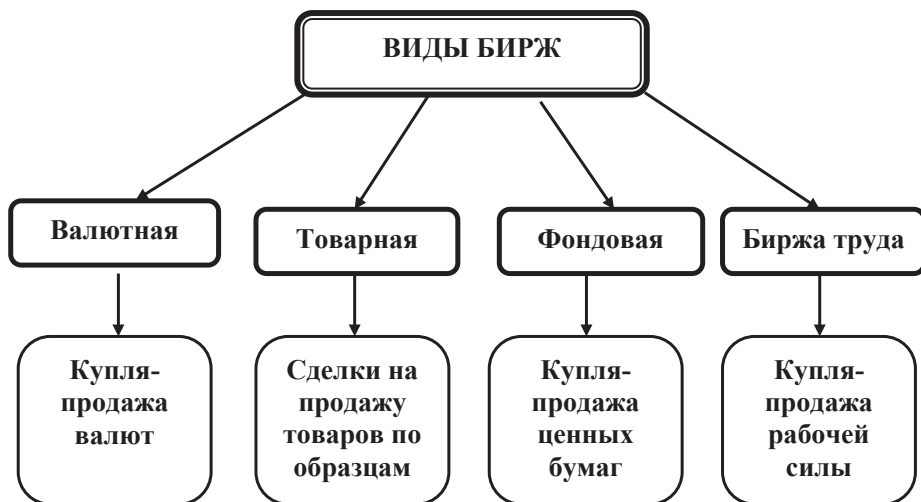 ВИДЫ БИРЖ
Валютная
Товарная
Фондовая
Биржа труда
Купля-
продажа
валют
Сделки на
продажу
товаров по
образцам
Купля-
продажа
ценных
бумаг
Купля-
продажа
рабочей
силы